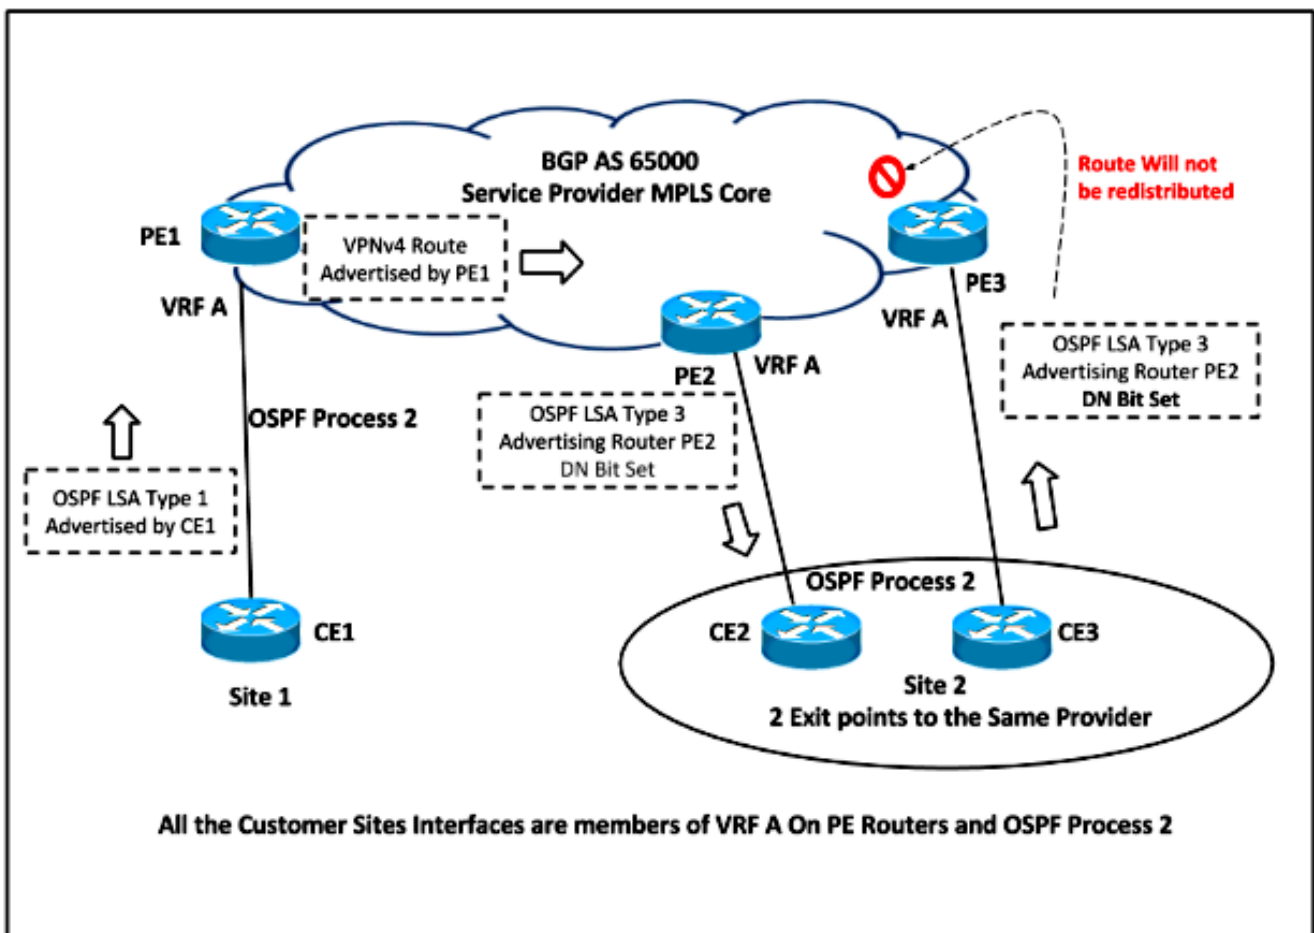 BGP AS 65000
Service Provider MPLS Core
Route Will not
be redistributed
PE1
VPNv4 Route
Advertised by PE1
VRF A
PE3
VRF A
PE2
VRF A
OSPF LSA Type 3
Advertising Router PE2
DN Bit Set
OSPF LSA Type 3
Advertising Router PE2
DN Bit Set
OSPF Process 2
OSPF LSA Type 1
Advertised by CE1
OSPF Process 2
CE1
CE2
CE3
Site 1
Site 2
2 Exit points to the Same Provider
All the Customer Sites Interfaces are members of VRF A On PE Routers and OSPF Process 2